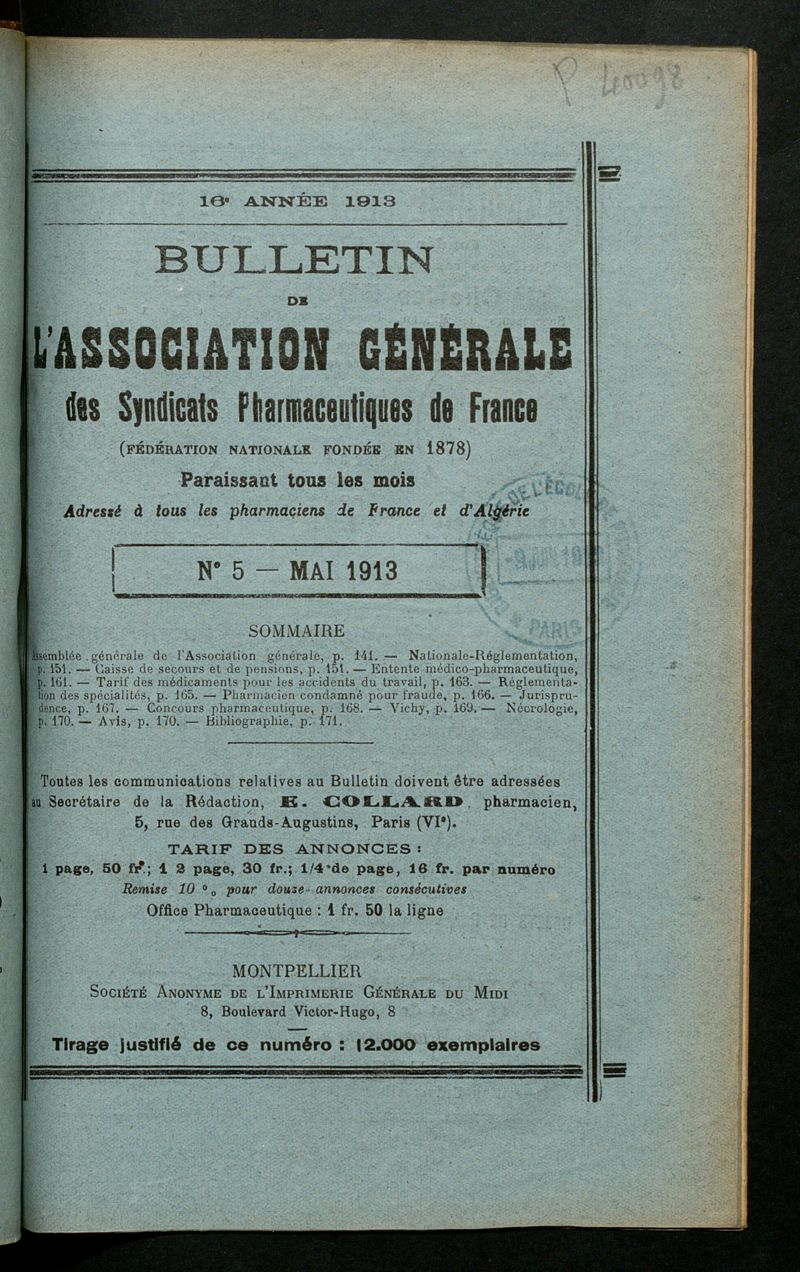 P 40098
16e ANNÉE 1913
BULLETIN
DE
L'ASSOCIATION GÉNÉRALE
des Syndicats Pharmaceutiques de France
(FÉDÉRATION NATIONALE FONDÉE EN 1878)
Paraissant tous les mois
Adressé à tous les pharmaciens de France et d'Algérie
N° 5 — MAI 1913
SOMMAIRE
Assemblée générale de l'Association générale, p. 141. — Nationale-Réglementation,
p. 151. — Caisse de secours et de pensions, p. 151. — Entente médico-pharmaceutique,
p. 161. — Tarif des médicaments pour les accidents du travail, p. 163. — Réglementa-
tion des spécialités, p. 165. — Pharmacien condamné pour fraude, p. 166. — Jurispru-
dence, p. 167. — Concours pharmaceutique, p. 168. — Vichy, p. 169. — Nécrologie,
p. 170. — Avis, p. 170. — Bibliographie, p. 171.
Toutes les communications relatives au Bulletin doivent être adressées
au Secrétaire de la Rédaction, E. COLLARD, pharmacien,
5, rue des Grands-Augustins, Paris (VIe).
TARIF DES ANNONCES :
1 page, 50 fr.; 1 2 page, 30 fr.; 1/4 de page, 16 fr. par numéro
Remise 10 % pour douze annonces consécutives
Office Pharmaceutique : 1 fr. 50 la ligne
MONTPELLIER
SOCIÉTÉ ANONYME DE L'IMPRIMERIE GÉNÉRALE DU MIDI
8, Boulevard Victor-Hugo, 8
Tirage justifié de ce numéro : 12.000 exemplaires